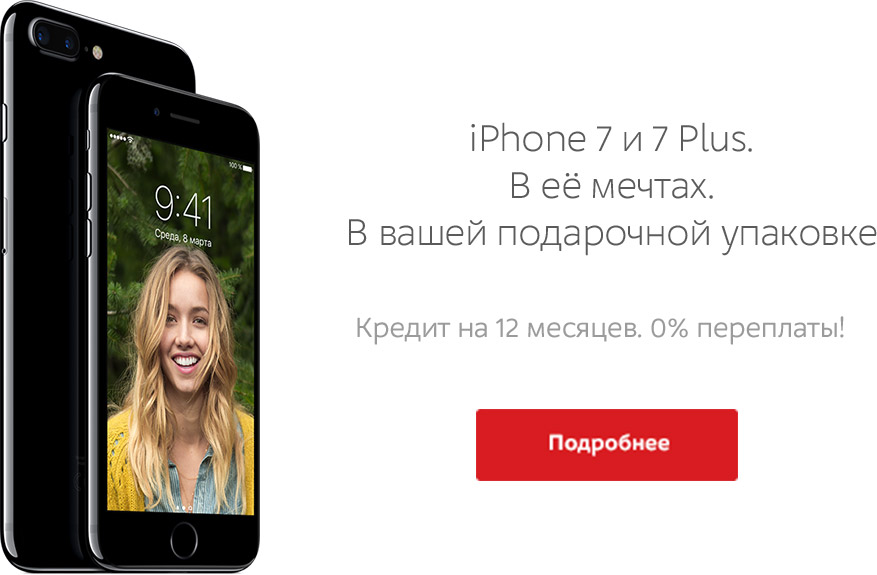 100 %
9:41
Среда, 8 марта
iPhone 7 и 7 Plus.
В её мечтах.
В вашей подарочной упаковке
Кредит на 12 месяцев. 0% переплаты!
Подробнее